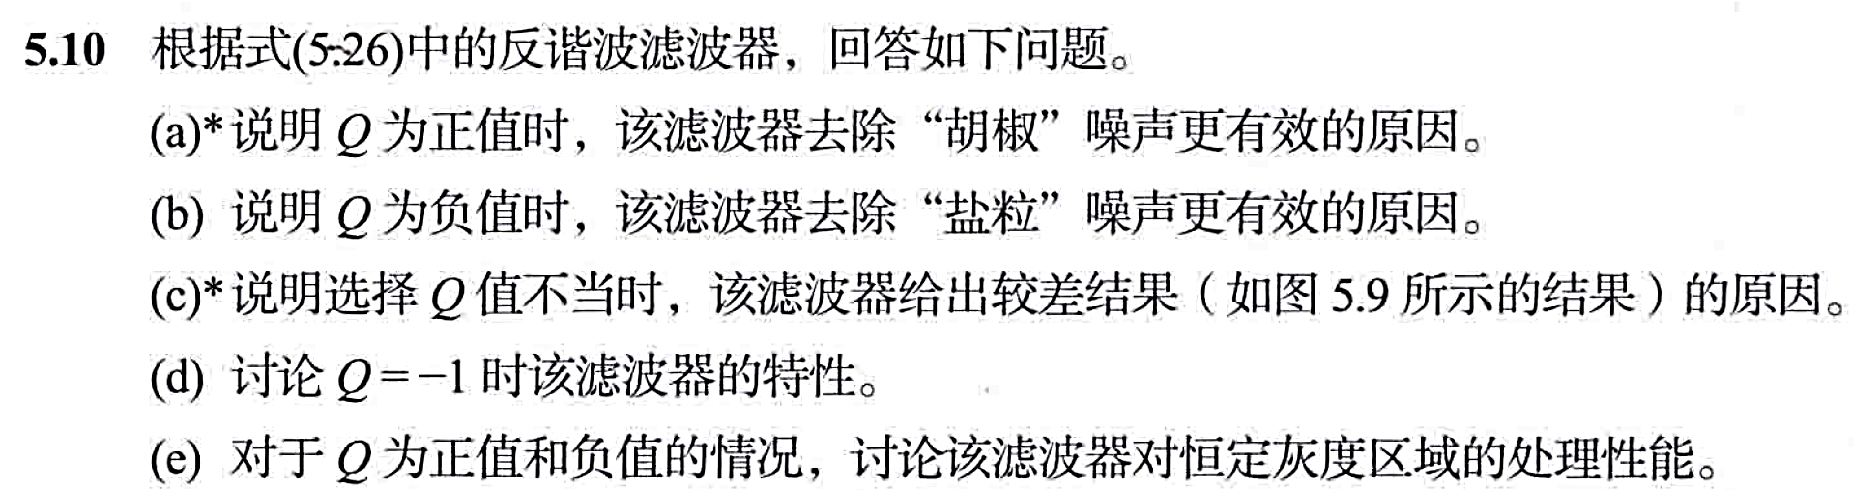 5.10 根据式(5.26)中的反谐波滤波器，回答如下问题。
(a)*说明 Q 为正值时，该滤波器去除“胡椒”噪声更有效的原因。
(b) 说明 Q 为负值时，该滤波器去除“盐粒”噪声更有效的原因。
(c)*说明选择 Q 值不当时，该滤波器给出较差结果（如图 5.9 所示的结果）的原因。
(d) 讨论 Q = −1 时该滤波器的特性。
(e) 对于 Q 为正值和负值的情况，讨论该滤波器对恒定灰度区域的处理性能。